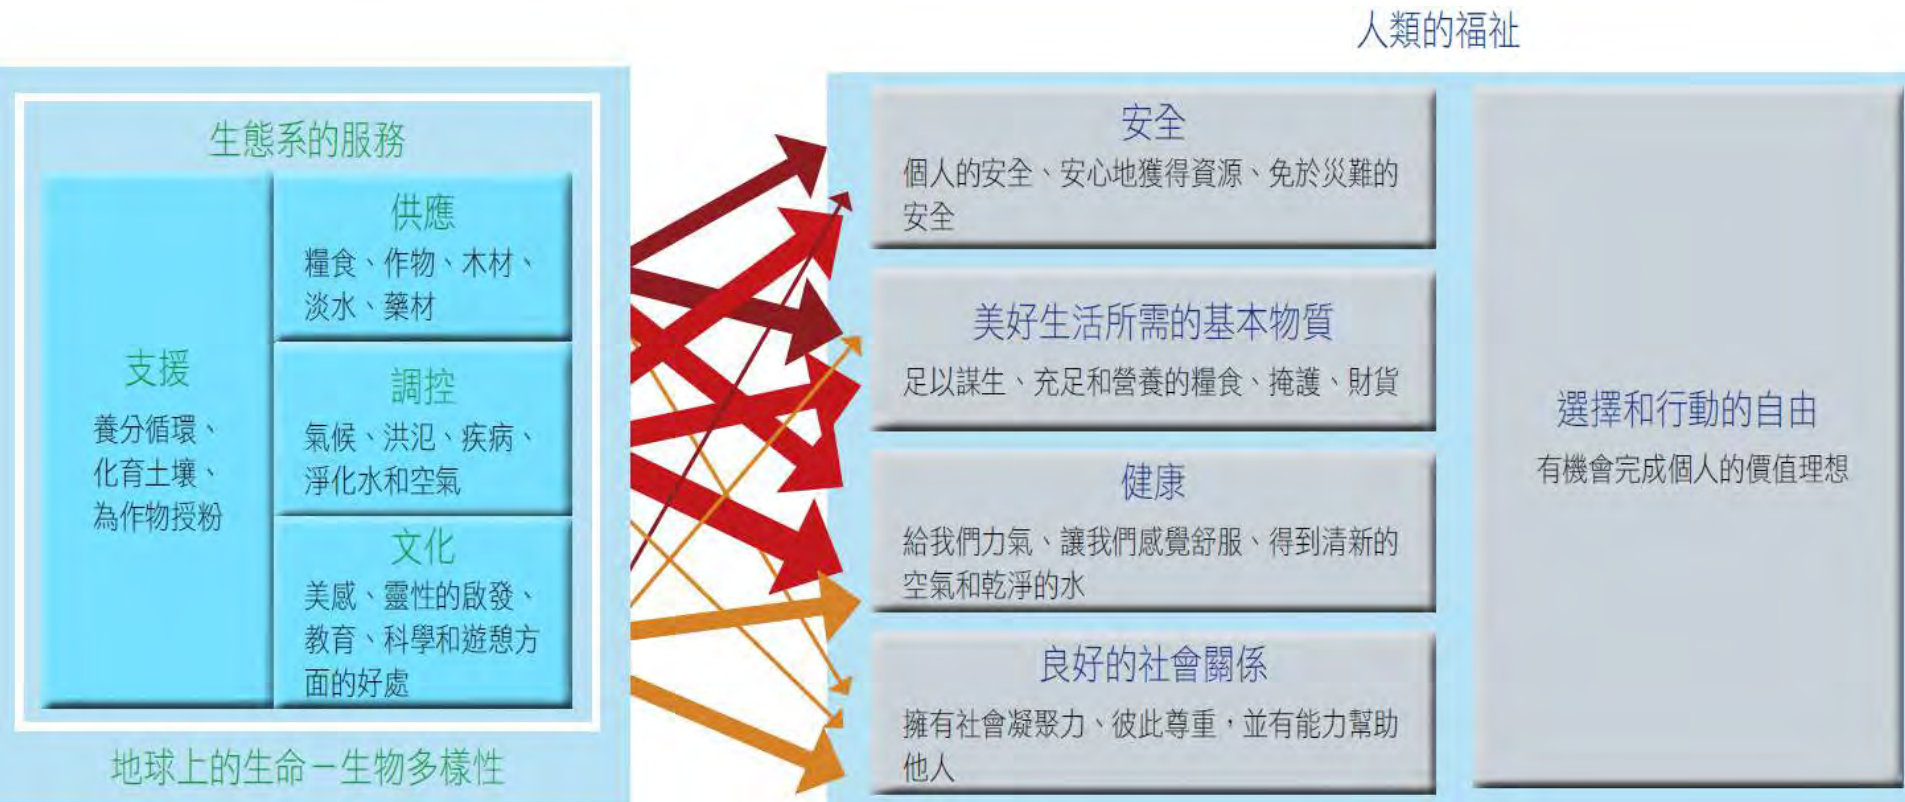 人類的福祉
生態系的服務
支援
養分循環、
化育土壤、
為作物授粉
供應
糧食、作物、木材、
淡水、藥材
調控
氣候、洪氾、疾病、
淨化水和空氣
文化
美感、靈性的啟發、
教育、科學和遊憩方
面的好處
地球上的生命－生物多樣性
安全
個人的安全、安心地獲得資源、免於災難的
安全
美好生活所需的基本物質
足以謀生、充足和營養的糧食、掩護、財貨
健康
給我們力氣、讓我們感覺舒服、得到清新的
空氣和乾淨的水
良好的社會關係
擁有社會凝聚力、彼此尊重，並有能力幫助
他人
選擇和行動的自由
有機會完成個人的價值理想